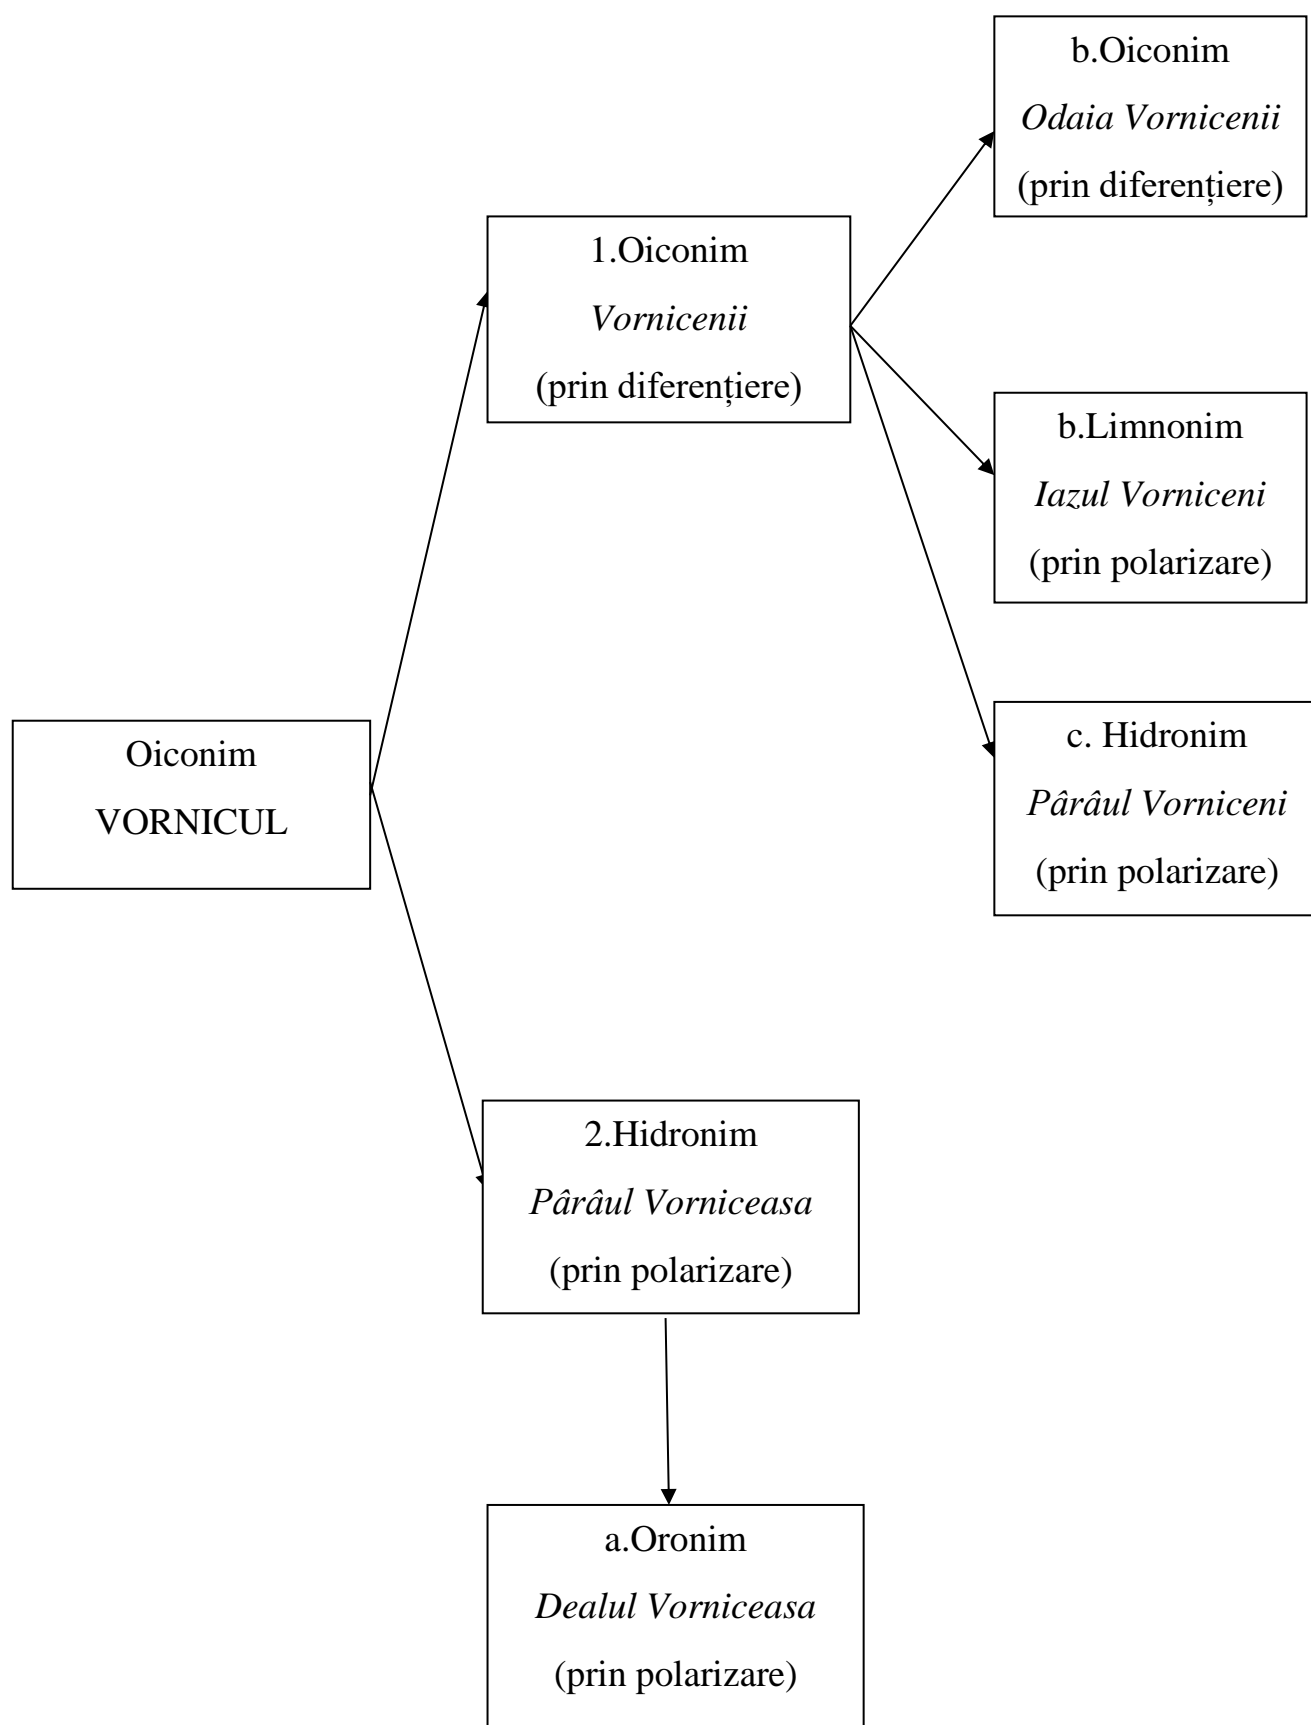 b.Oiconim
Odaia Vornicenii
(prin diferențiere)
1.Oiconim
Vornicenii
(prin diferențiere)
b.Limnonim
Iazul Vorniceni
(prin polarizare)
Oiconim
VORNICUL
c. Hidronim
Pârâul Vorniceni
(prin polarizare)
2.Hidronim
Pârâul Vorniceasa
(prin polarizare)
a.Oronim
Dealul Vorniceasa
(prin polarizare)